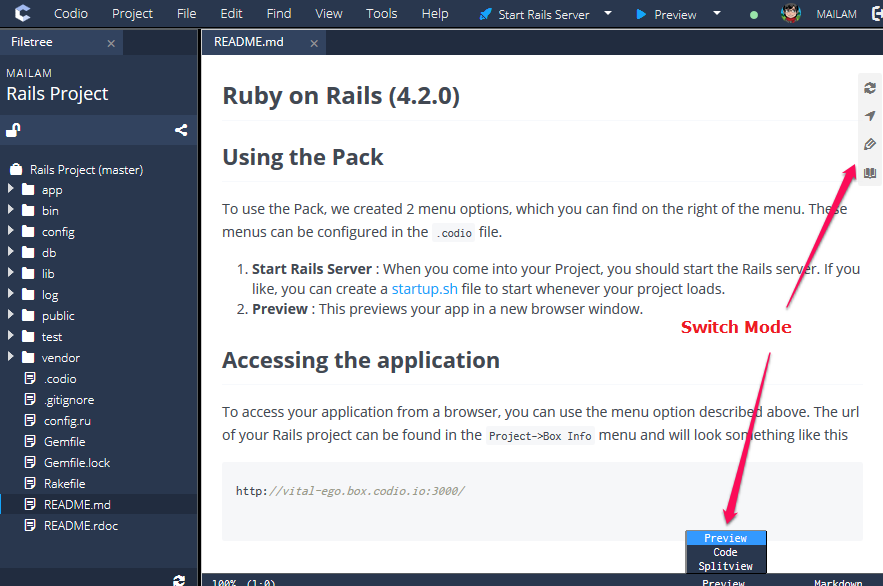 Codio Project File Edit Find View Tools Help Start Rails Server Preview MAILAM
Filetree
README.md
MAILAM
Rails Project
Rails Project (master)
app
bin
config
db
lib
log
public
test
vendor
.codio
.gitignore
config.ru
Gemfile
Gemfile.lock
Rakefile
README.md
README.rdoc
Ruby on Rails (4.2.0)
Using the Pack
To use the Pack, we created 2 menu options, which you can find on the right of the menu. These
menus can be configured in the .codio file.
1. Start Rails Server : When you come into your Project, you should start the Rails server. If you
like, you can create a startup.sh file to start whenever your project loads.
2. Preview : This previews your app in a new browser window.
Switch Mode
Accessing the application
To access your application from a browser, you can use the menu option described above. The url
of your Rails project can be found in the Project->Box Info menu and will look something like this
http://vital-ego.box.codio.io:3000/
Preview
Code
Splitview
100% (1:0) Preview Markdown